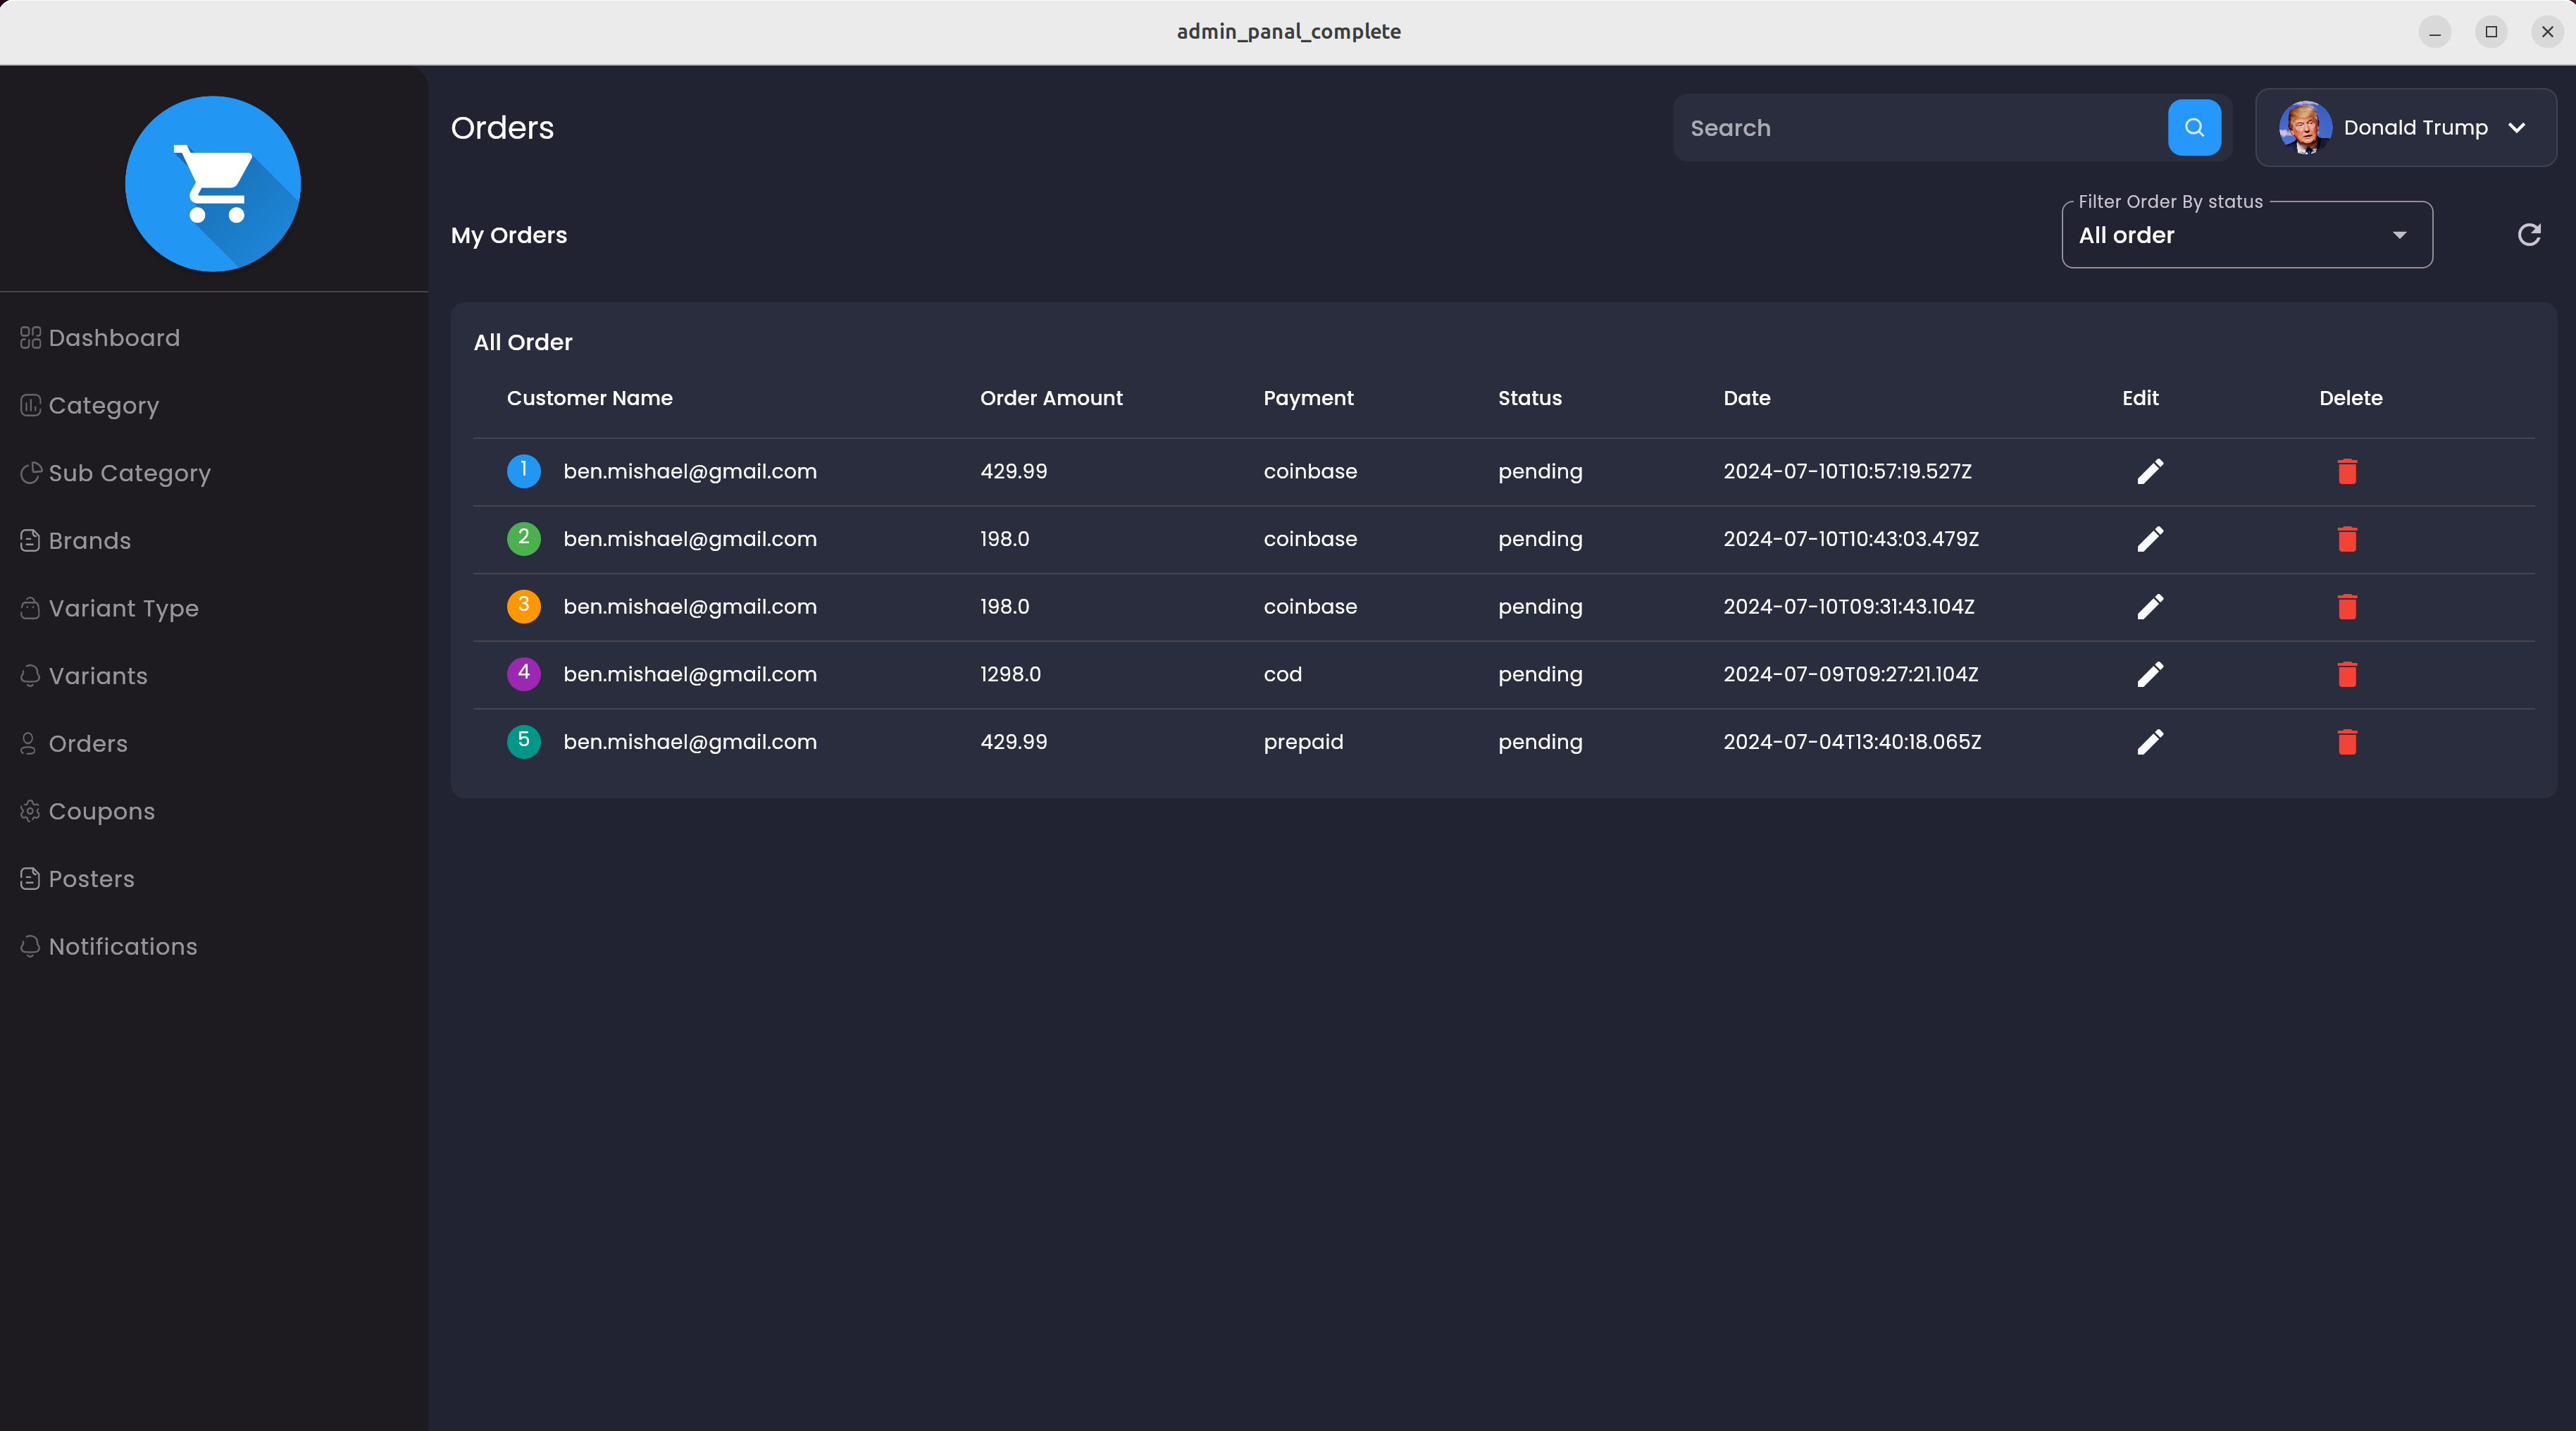 admin_panal_complete
Orders
Search
Donald Trump
My Orders
Filter Order By status
All order
Dashboard
Category
Sub Category
Brands
Variant Type
Variants
Orders
Coupons
Posters
Notifications
All Order
Customer Name Order Amount Payment Status Date Edit Delete
1 ben.mishael@gmail.com 429.99 coinbase pending 2024-07-10T10:57:19.527Z
2 ben.mishael@gmail.com 198.0 coinbase pending 2024-07-10T10:43:03.479Z
3 ben.mishael@gmail.com 198.0 coinbase pending 2024-07-10T09:31:43.104Z
4 ben.mishael@gmail.com 1298.0 cod pending 2024-07-09T09:27:21.104Z
5 ben.mishael@gmail.com 429.99 prepaid pending 2024-07-04T13:40:18.065Z